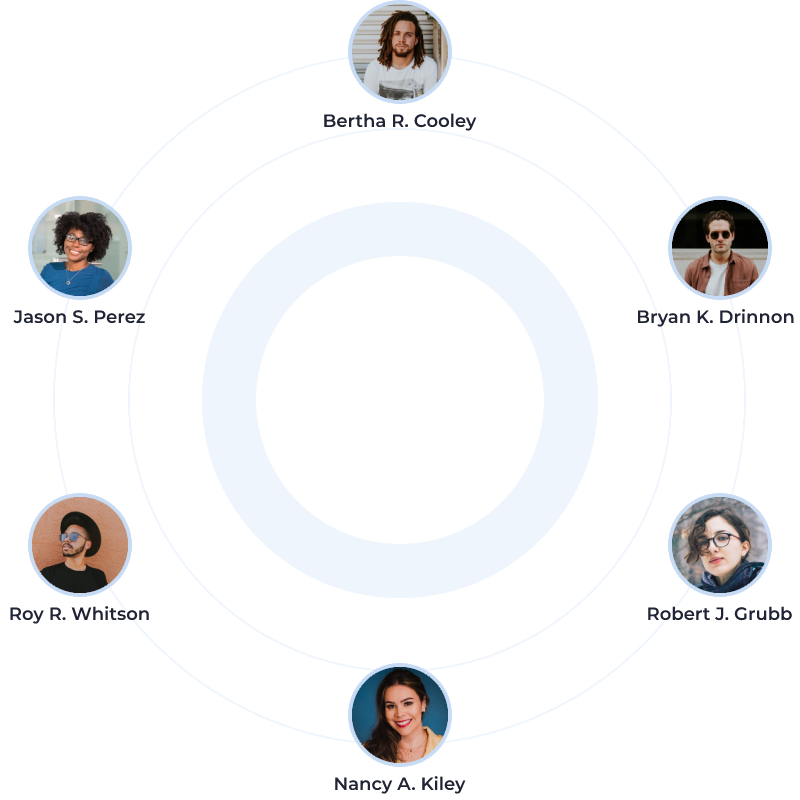 Bertha R. Cooley
Jason S. Perez
Bryan K. Drinnon
Roy R. Whitson
Robert J. Grubb
Nancy A. Kiley